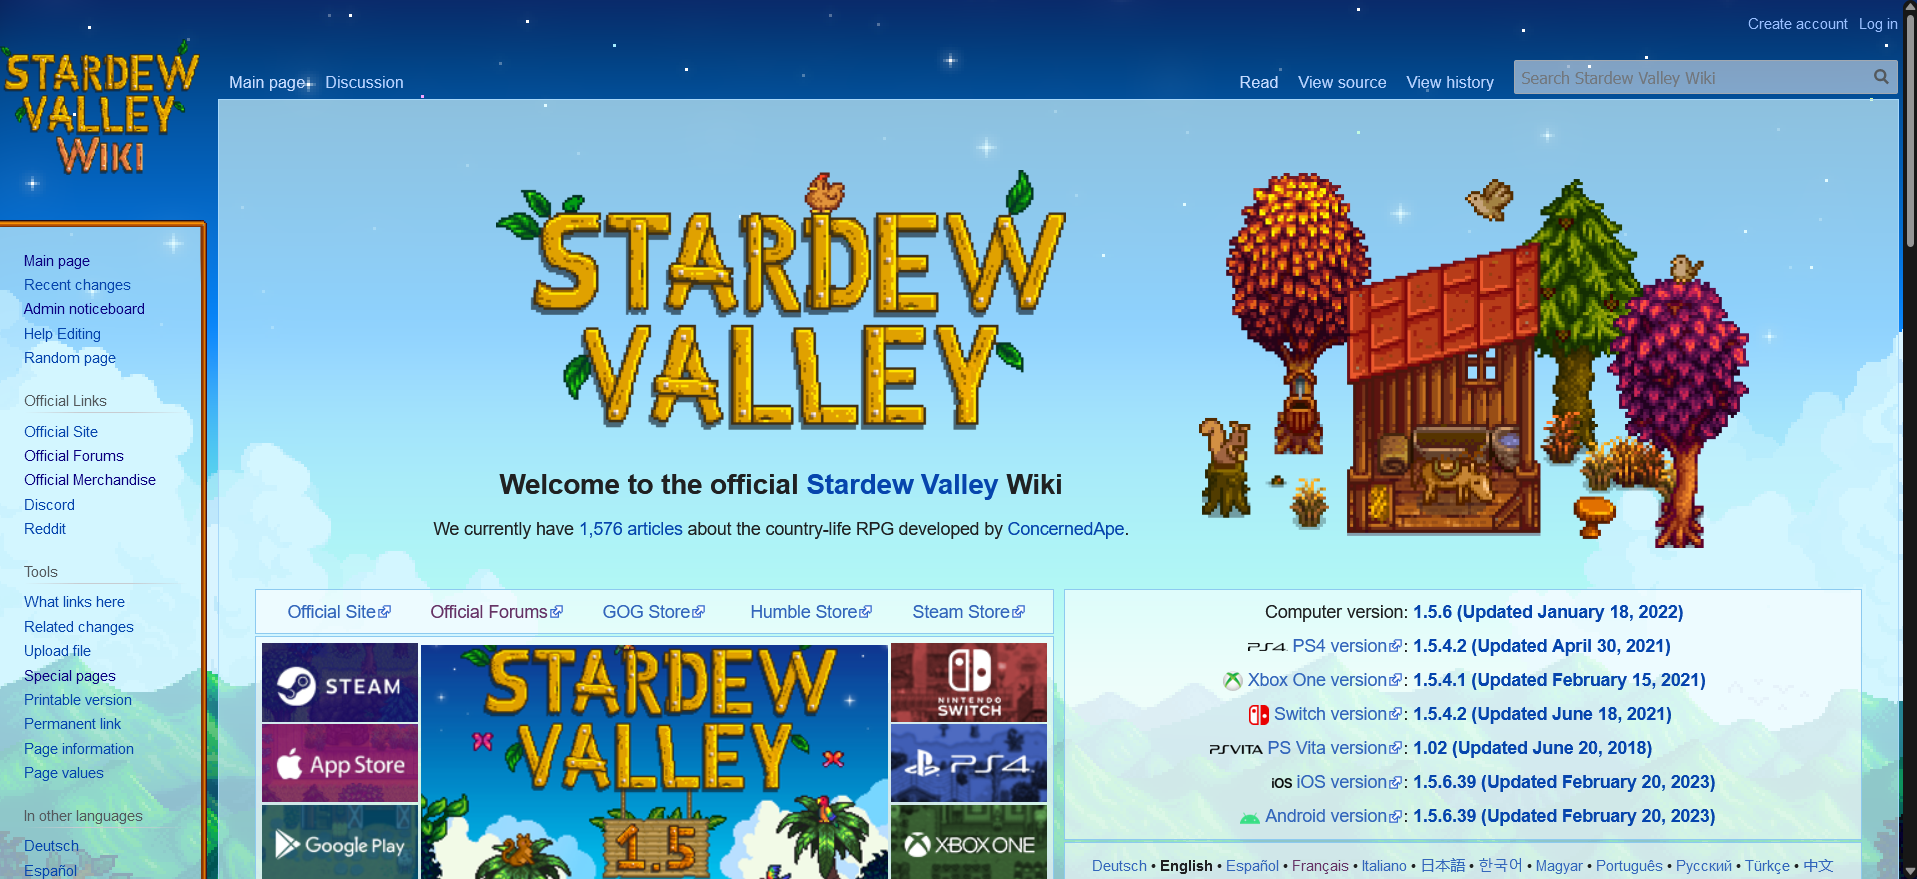 Create account Log in
STARDEW
VALLEY
WIKI
Main page Discussion
Read View source View history
Search Stardew Valley Wiki
Main page
Recent changes
Admin noticeboard
Help Editing
Random page
Official Links
Official Site
Official Forums
Official Merchandise
Discord
Reddit
Tools
What links here
Related changes
Upload file
Special pages
Printable version
Permanent link
Page information
Page values
In other languages
Deutsch
Español
STARDEW
VALLEY
Welcome to the official Stardew Valley Wiki
We currently have 1,576 articles about the country-life RPG developed by ConcernedApe.
Official Site Official Forums GOG Store Humble Store Steam Store
STEAM
App Store
Google Play
STARDEW
VALLEY
1.5
NINTENDO
SWITCH
PS4
XBOX ONE
Computer version: 1.5.6 (Updated January 18, 2022)
PS4 PS4 version: 1.5.4.2 (Updated April 30, 2021)
Xbox One version: 1.5.4.1 (Updated February 15, 2021)
Switch version: 1.5.4.2 (Updated June 18, 2021)
PSVITA PS Vita version: 1.02 (Updated June 20, 2018)
iOS iOS version: 1.5.6.39 (Updated February 20, 2023)
Android version: 1.5.6.39 (Updated February 20, 2023)
Deutsch • English • Español • Français • Italiano • 日本語 • 한국어 • Magyar • Português • Русский • Türkçe • 中文